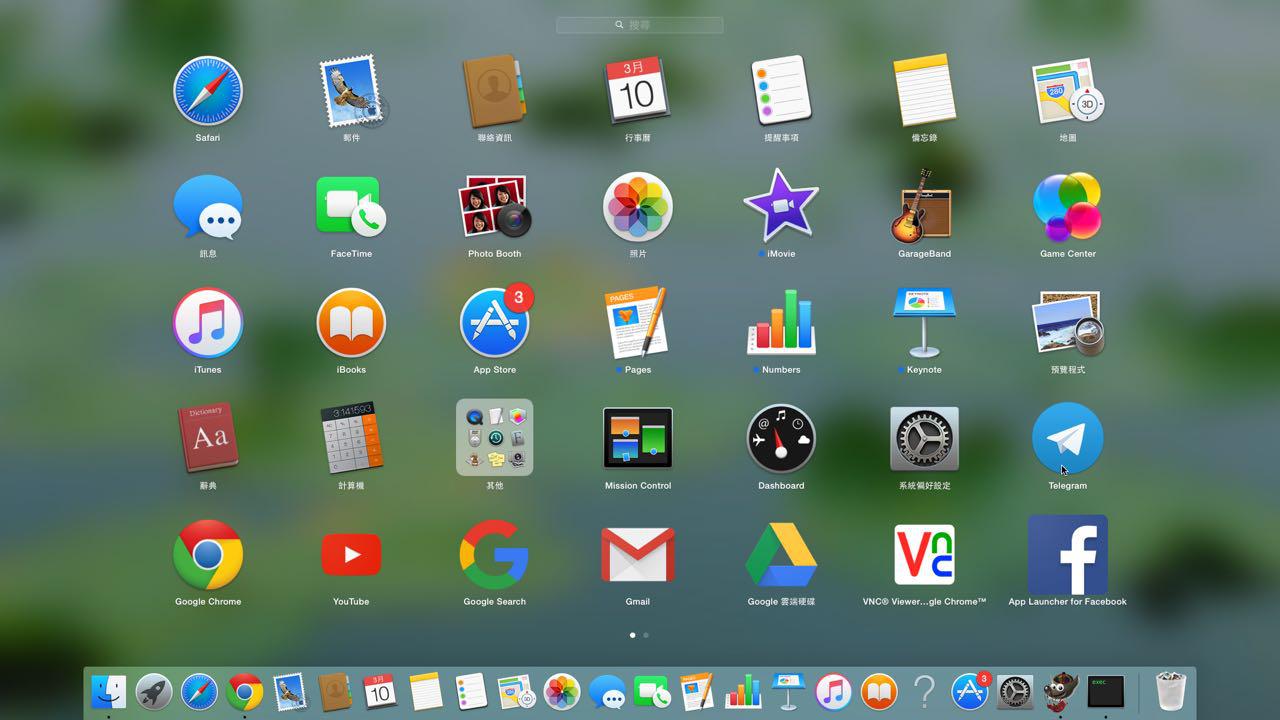 搜尋
Safari
郵件
聯絡資訊
3月
10
行事曆
提醒事項
備忘錄
280
3D
地圖
訊息
FaceTime
Photo Booth
照片
iMovie
GarageBand
Game Center
iTunes
iBooks
3
App Store
PAGES
Pages
Numbers
KEYNOTE
Keynote
預覽程式
Dictionary
Aa
辭典
3.141593
計算機
其他
Mission Control
@
Dashboard
系統偏好設定
Telegram
Google Chrome
YouTube
G
Google Search
M
Gmail
Google 雲端硬碟
Vnc
VNC® Viewer...gle Chrome™
f
App Launcher for Facebook
3月
10
3D
?
3
exec